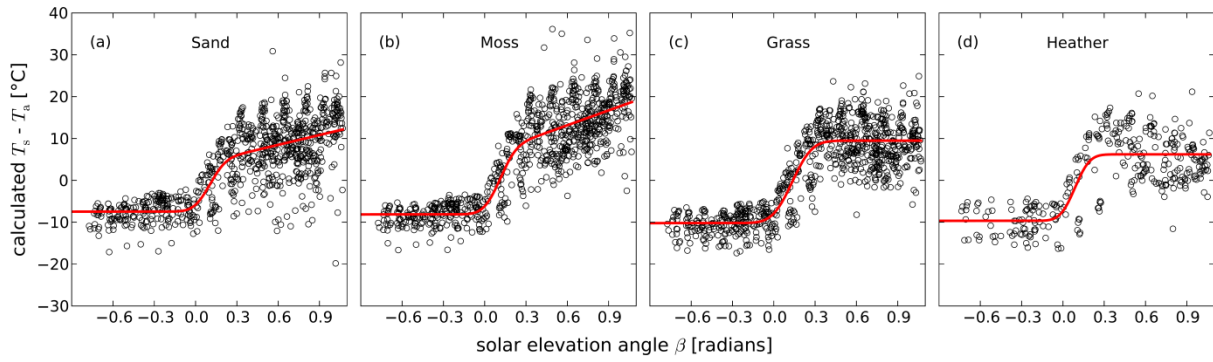 calculated Tₛ - Tₐ [°C]
40
30
20
10
0
−10
−20
−30
(a) Sand
(b) Moss
(c) Grass
(d) Heather
−0.6 −0.3 0.0 0.3 0.6 0.9
−0.6 −0.3 0.0 0.3 0.6 0.9
−0.6 −0.3 0.0 0.3 0.6 0.9
−0.6 −0.3 0.0 0.3 0.6 0.9
solar elevation angle β [radians]